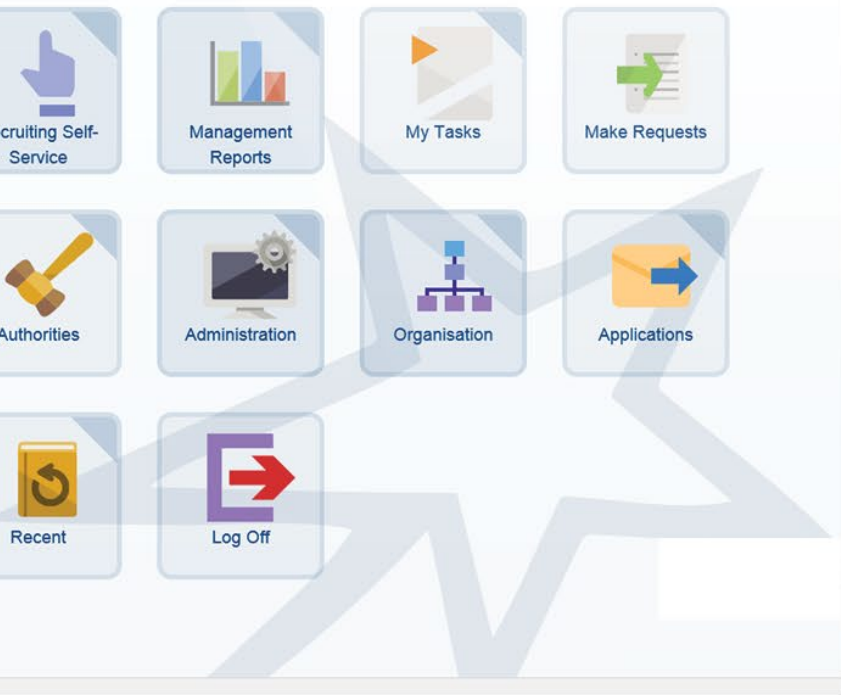 cruiting Self-
Service
Management
Reports
My Tasks
Make Requests
Authorities
Administration
Organisation
Applications
Recent
Log Off